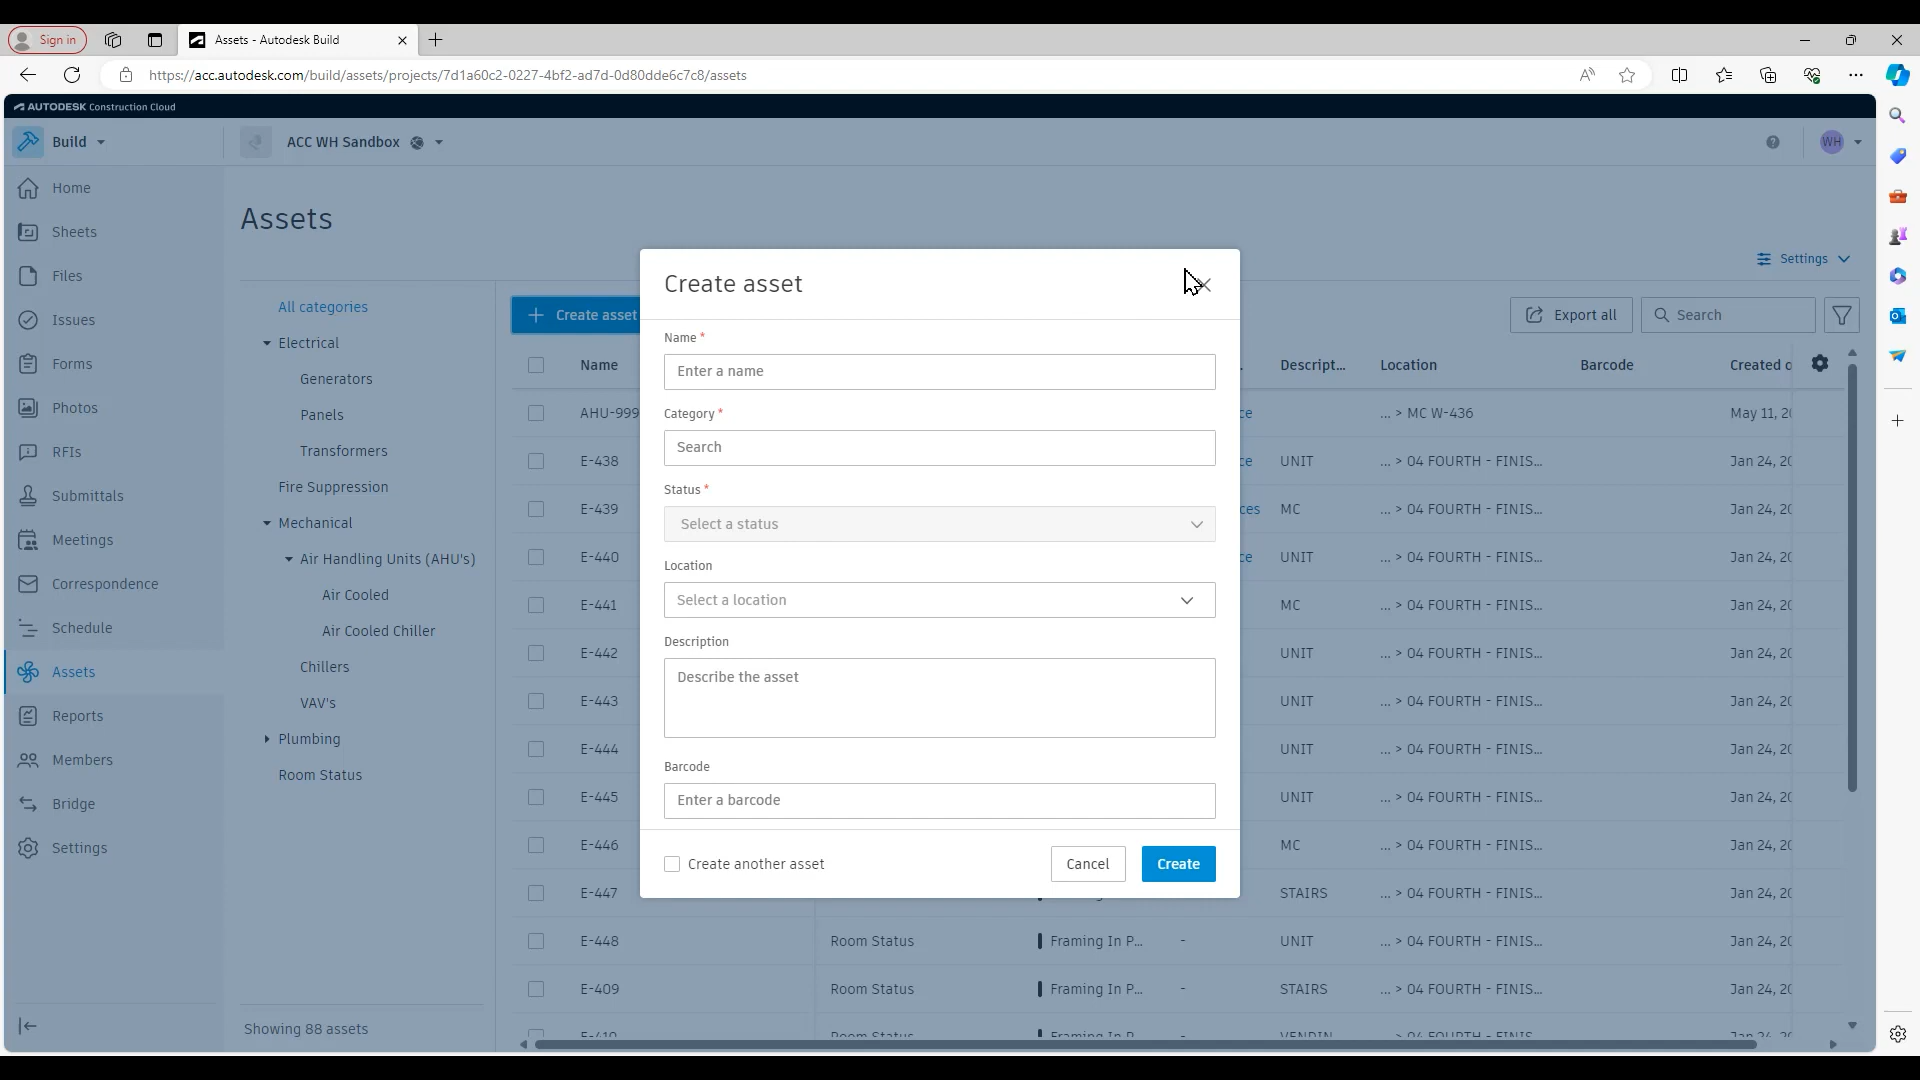 Sign in
Assets - Autodesk Build
https://acc.autodesk.com/build/assets/projects/7d1a60c2-0227-4bf2-ad7d-0d80dde6c7c8/assets
AUTODESK Construction Cloud
Build
ACC WH Sandbox
WH
Home
Sheets
Files
Issues
Forms
Photos
RFIs
Submittals
Meetings
Correspondence
Schedule
Assets
Reports
Members
Bridge
Settings
Assets
Settings
All categories
Electrical
Generators
Panels
Transformers
Fire Suppression
Mechanical
Air Handling Units (AHU's)
Air Cooled
Air Cooled Chiller
Chillers
VAV's
Plumbing
Room Status
Showing 88 assets
Create asset
Export all
Search
Name Descript... Location Barcode Created
AHU-999 ce ... > MC W-436 May 11, 2
E-438 ce UNIT ... > 04 FOURTH - FINIS... Jan 24, 20
E-439 ces MC ... > 04 FOURTH - FINIS... Jan 24, 20
E-440 ce UNIT ... > 04 FOURTH - FINIS... Jan 24, 20
E-441 MC ... > 04 FOURTH - FINIS... Jan 24, 20
E-442 UNIT ... > 04 FOURTH - FINIS... Jan 24, 20
E-443 UNIT ... > 04 FOURTH - FINIS... Jan 24, 20
E-444 UNIT ... > 04 FOURTH - FINIS... Jan 24, 20
E-445 UNIT ... > 04 FOURTH - FINIS... Jan 24, 20
E-446 MC ... > 04 FOURTH - FINIS... Jan 24, 20
E-447 STAIRS ... > 04 FOURTH - FINIS... Jan 24, 20
E-448 Room Status Framing In P... - UNIT ... > 04 FOURTH - FINIS... Jan 24, 20
E-409 Room Status Framing In P... - STAIRS ... > 04 FOURTH - FINIS... Jan 24, 20
E-410 Room Status Framing In P... VENDIN ... > 04 FOURTH - FINIS... Jan 24, 20
Create asset
Name *
Enter a name
Category *
Search
Status *
Select a status
Location
Select a location
Description
Describe the asset
Barcode
Enter a barcode
Create another asset
Cancel
Create